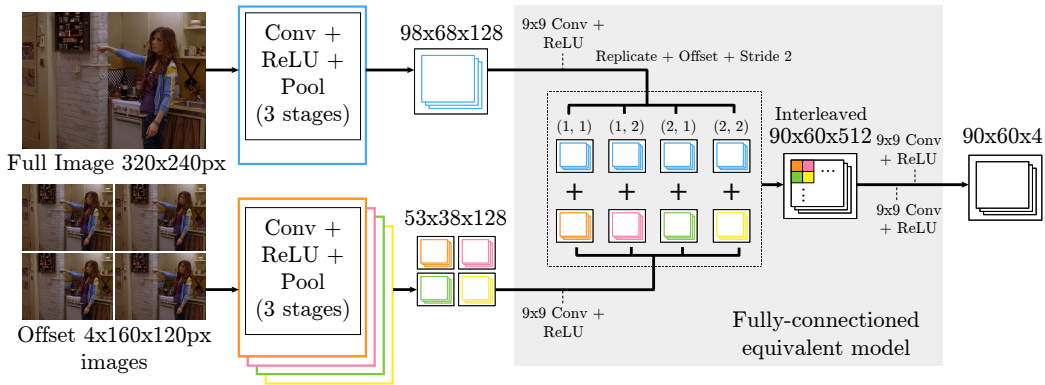 Full Image 320x240px
Conv +
ReLU +
Pool
(3 stages)
98x68x128
9x9 Conv +
ReLU
Replicate + Offset + Stride 2
(1, 1) (1, 2) (2, 1) (2, 2)
+ + + +
Interleaved
90x60x512
...
⋮
9x9 Conv
+ ReLU
9x9 Conv
+ ReLU
90x60x4
Offset 4x160x120px
images
Conv +
ReLU +
Pool
(3 stages)
53x38x128
9x9 Conv +
ReLU
Fully-connectioned
equivalent model